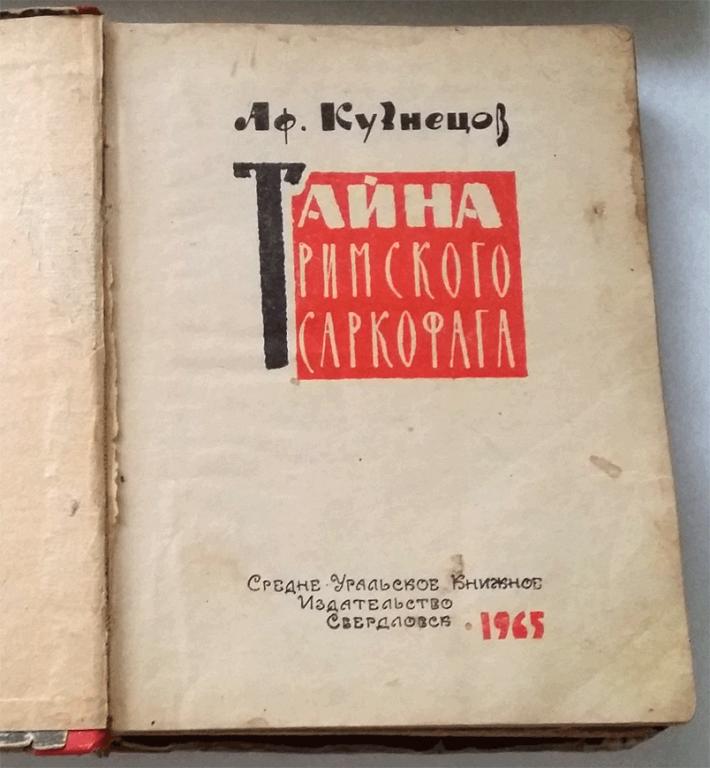 Аф. Кузнецов
ТАЙНА
РИМСКОГО
САРКОФАГА
Средне-Уральское Книжное
Издательство
Свердловск · 1965